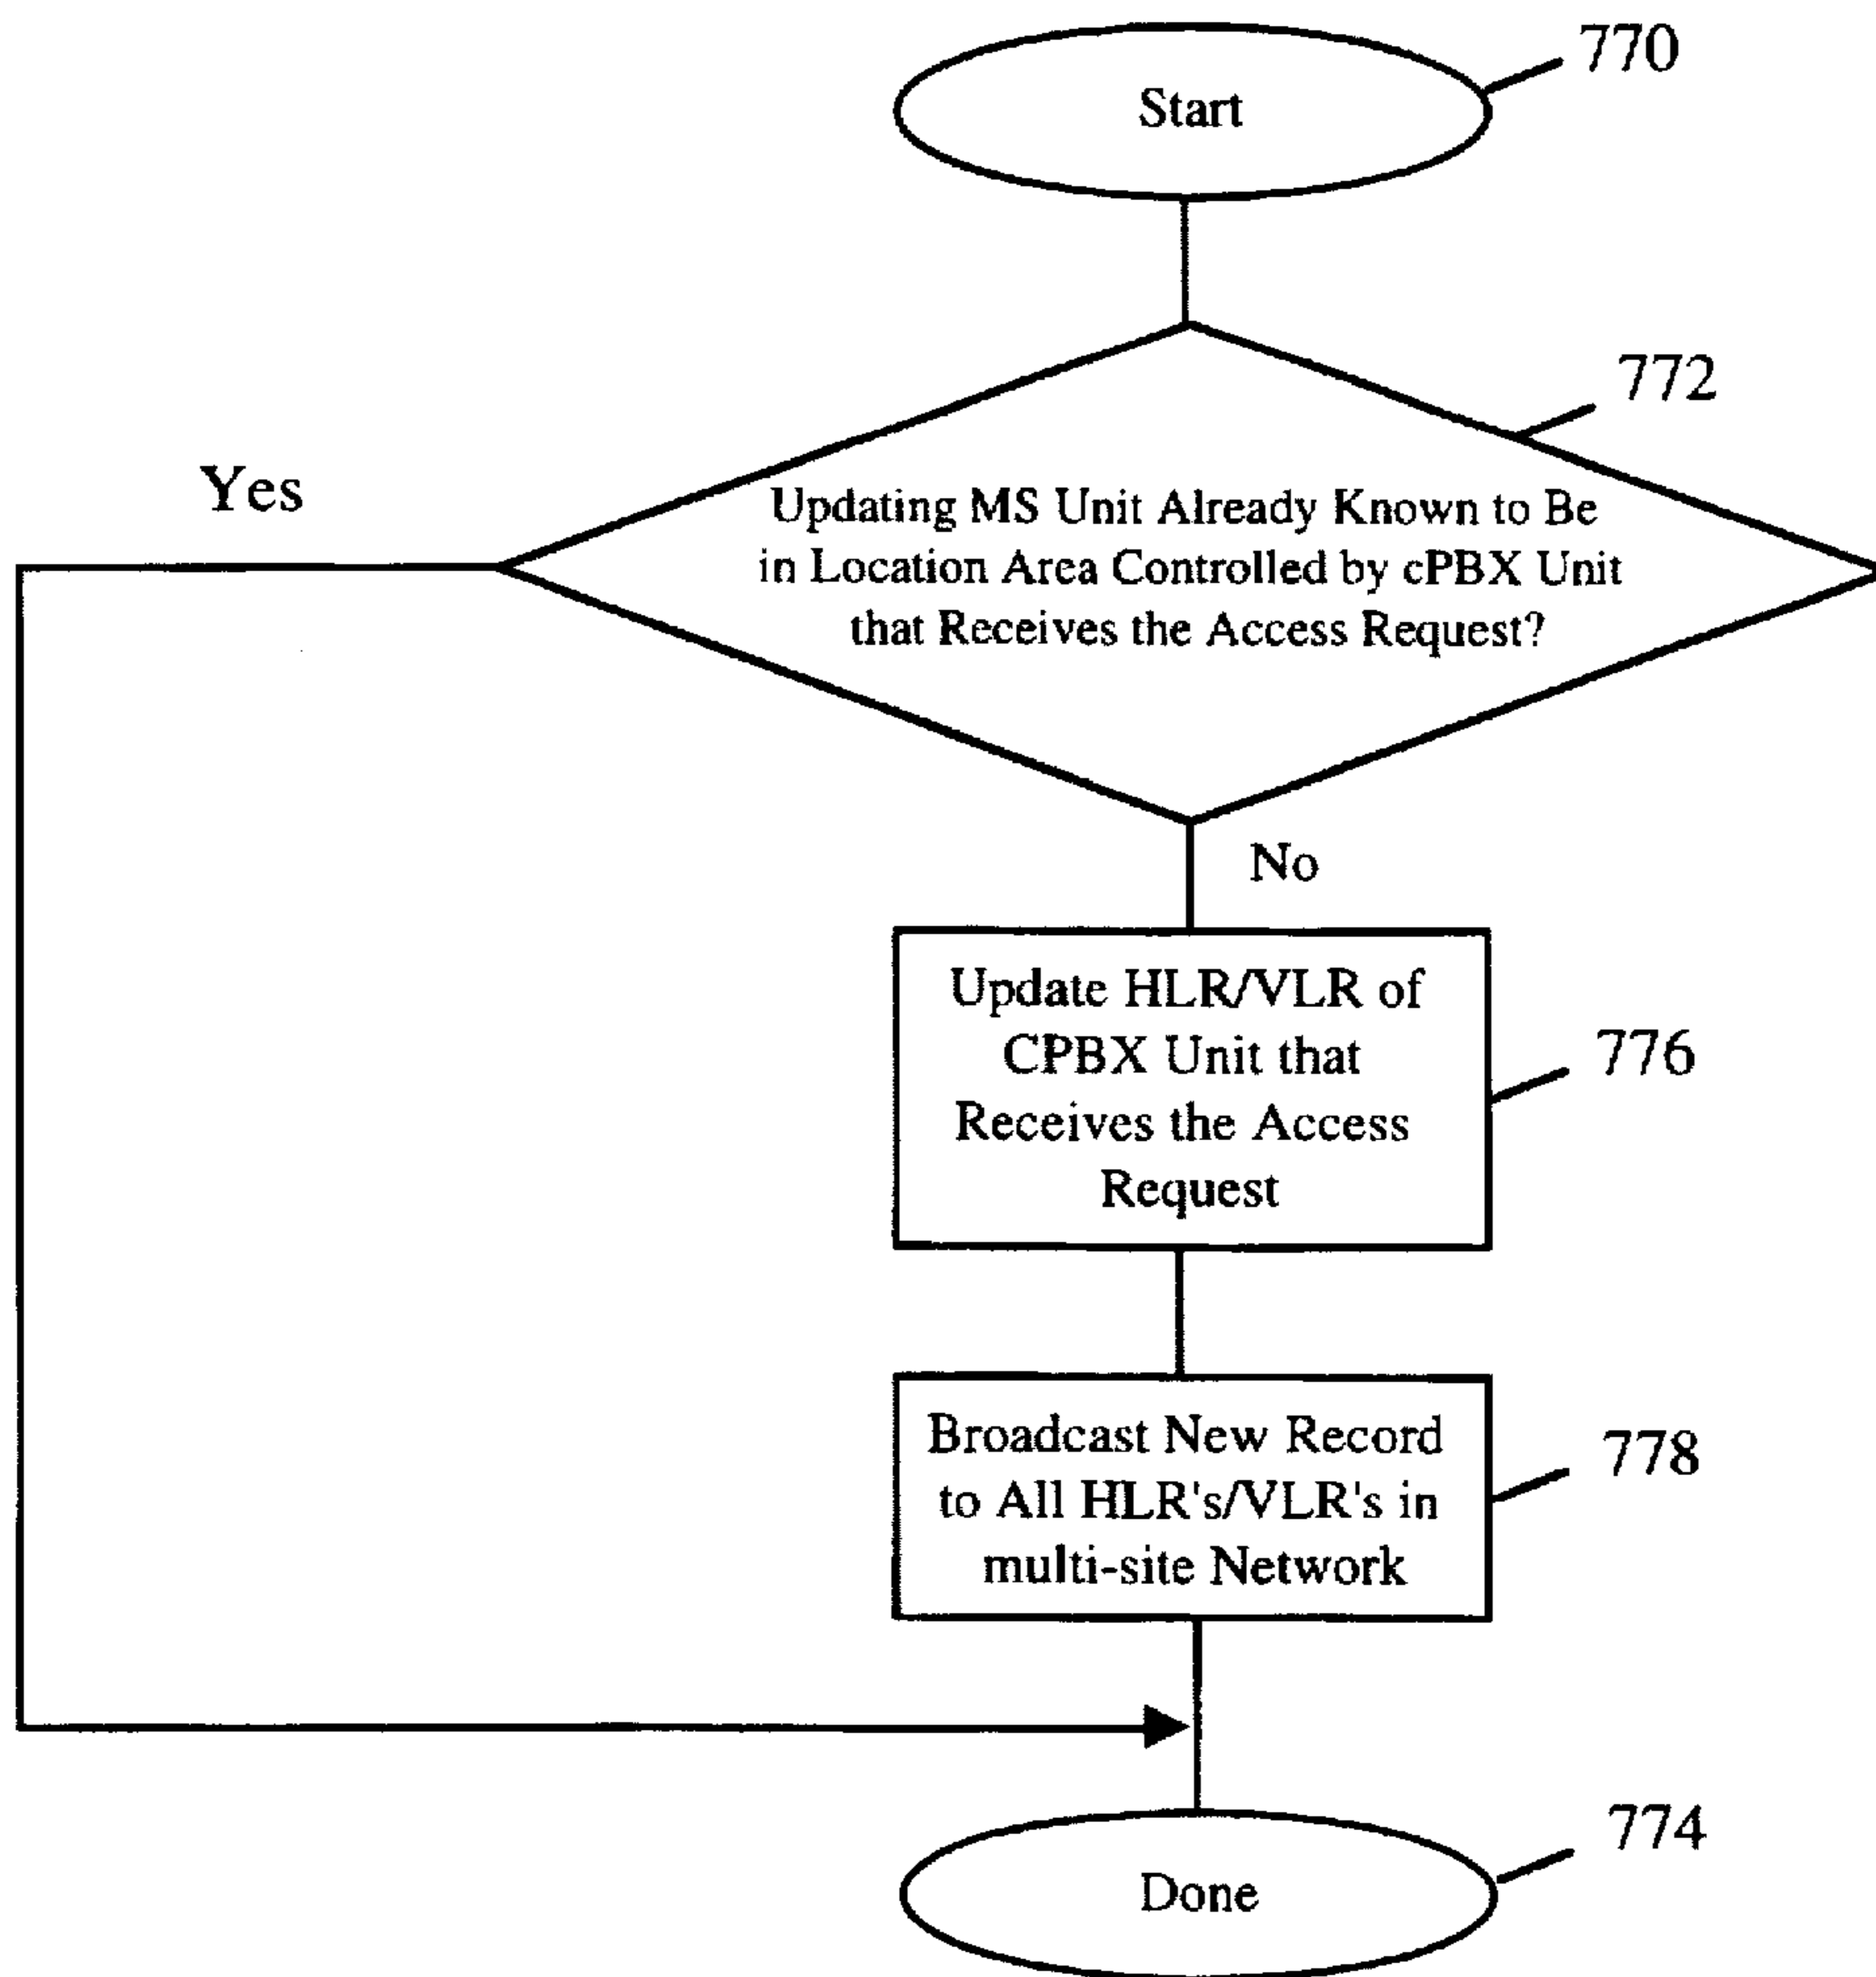 770
Start
772
Yes
Updating MS Unit Already Known to Be
in Location Area Controlled by cPBX Unit
that Receives the Access Request?
No
Update HLR/VLR of
CPBX Unit that
Receives the Access
Request
776
Broadcast New Record
to All HLR's/VLR's in
multi-site Network
778
774
Done